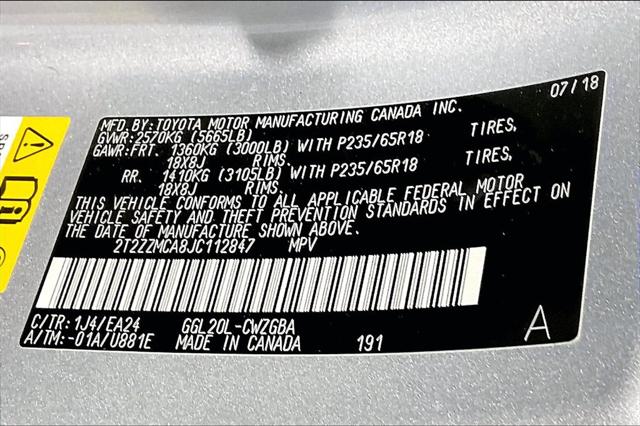 07/18
MFD. BY: TOYOTA MOTOR MANUFACTURING CANADA INC.
GVWR: 2570KG (5665LB)
GAWR: FRT. 1360KG (3000LB) WITH P235/65R18 TIRES,
18X8J RIMS.
RR. 1410KG (3105LB) WITH P235/65R18 TIRES,
18X8J RIMS.
THIS VEHICLE CONFORMS TO ALL APPLICABLE FEDERAL MOTOR
VEHICLE SAFETY AND THEFT PREVENTION STANDARDS IN EFFECT ON
THE DATE OF MANUFACTURE SHOWN ABOVE.
2T2ZZMCA8JC112847 MPV
C/TR: 1J4/EA24 GGL20L-CWZGBA
A/TM: -01A/U881E MADE IN CANADA 191
A